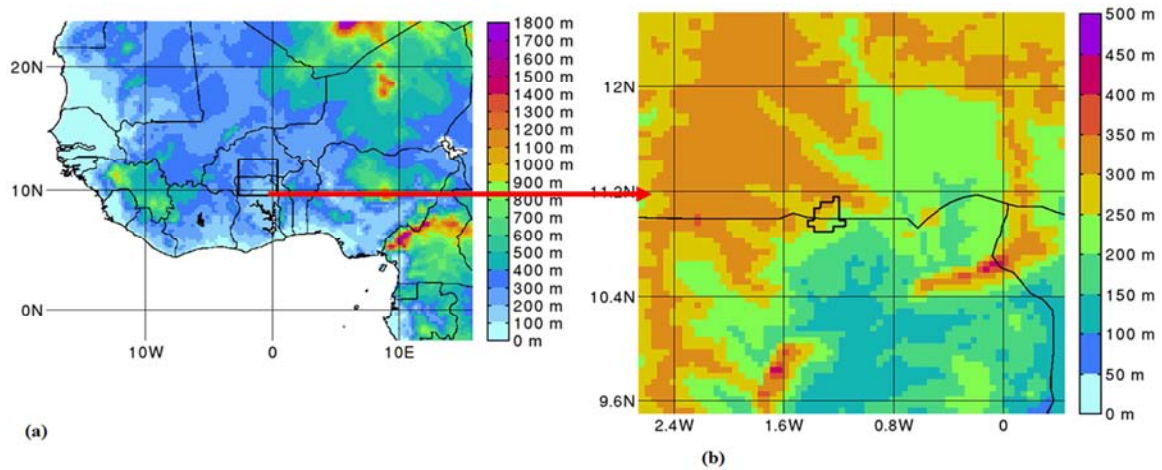 20N
10N
0N
10W
0
10E
1800 m
1700 m
1600 m
1500 m
1400 m
1300 m
1200 m
1100 m
1000 m
900 m
800 m
700 m
600 m
500 m
400 m
300 m
200 m
100 m
0 m
(a)
12N
11.2N
10.4N
9.6N
2.4W
1.6W
0.8W
0
500 m
450 m
400 m
350 m
300 m
250 m
200 m
150 m
100 m
50 m
0 m
(b)